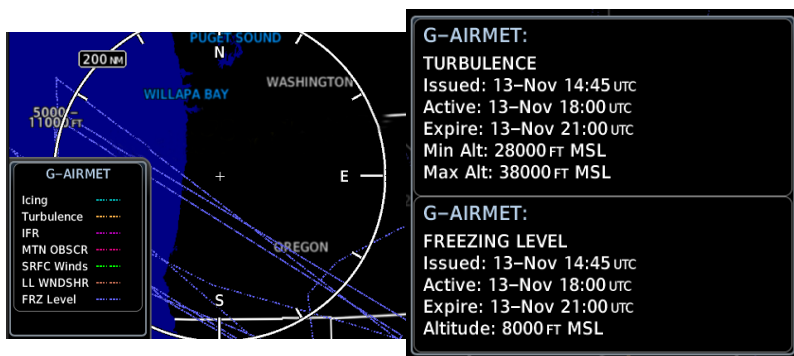 PUGET SOUND
N
200 NM
WASHINGTON
WILLAPA BAY
5000 –
11000 FT.
E
G–AIRMET
Icing
Turbulence
IFR
MTN OBSCR
SRFC Winds
LL WNDSHR
FRZ Level
OREGON
S
G–AIRMET:
TURBULENCE
Issued: 13–Nov 14:45 UTC
Active: 13–Nov 18:00 UTC
Expire: 13–Nov 21:00 UTC
Min Alt: 28000 FT MSL
Max Alt: 38000 FT MSL
G–AIRMET:
FREEZING LEVEL
Issued: 13–Nov 14:45 UTC
Active: 13–Nov 18:00 UTC
Expire: 13–Nov 21:00 UTC
Altitude: 8000 FT MSL